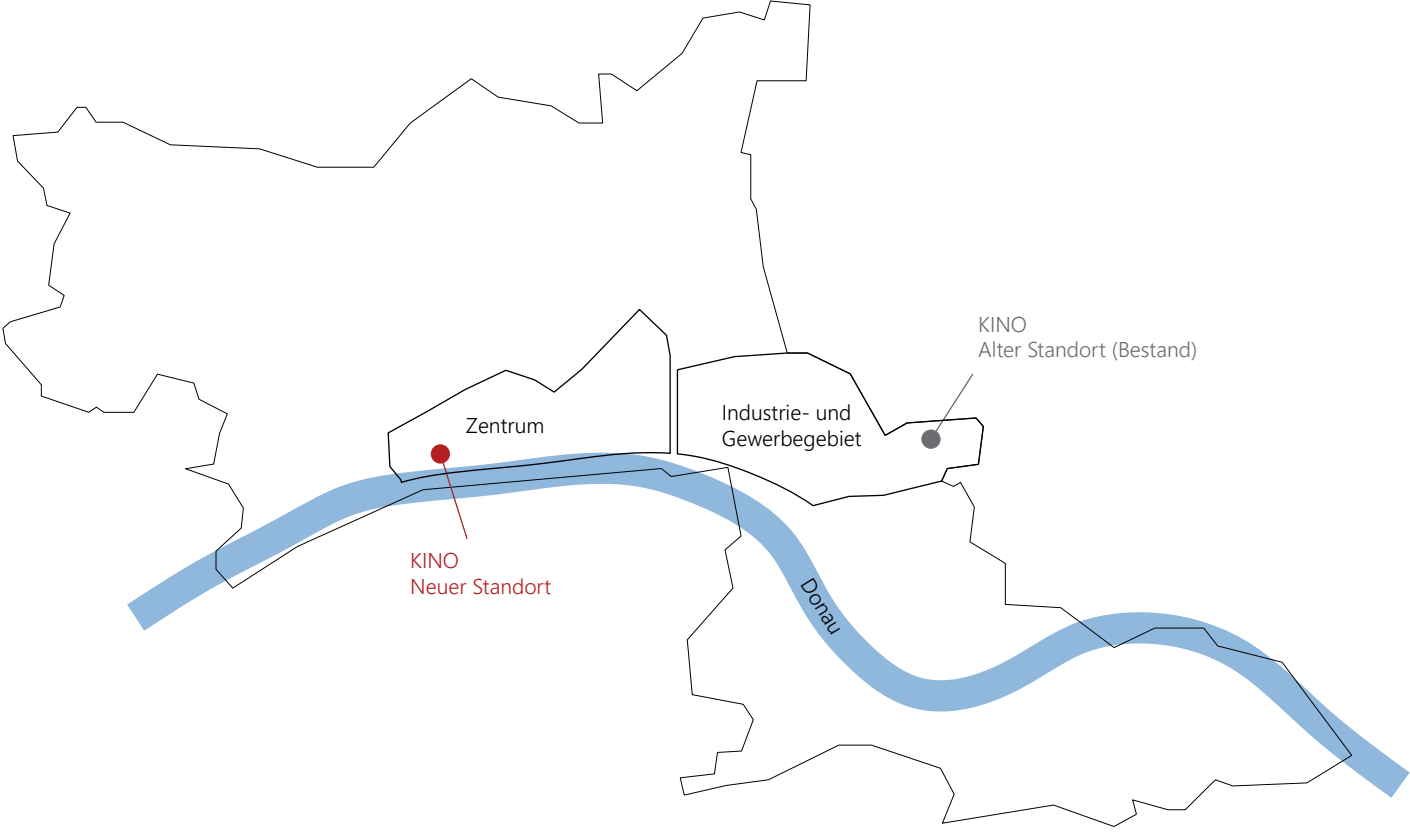 KINO
Alter Standort (Bestand)
Zentrum
Industrie- und
Gewerbegebiet
KINO
Neuer Standort
Donau